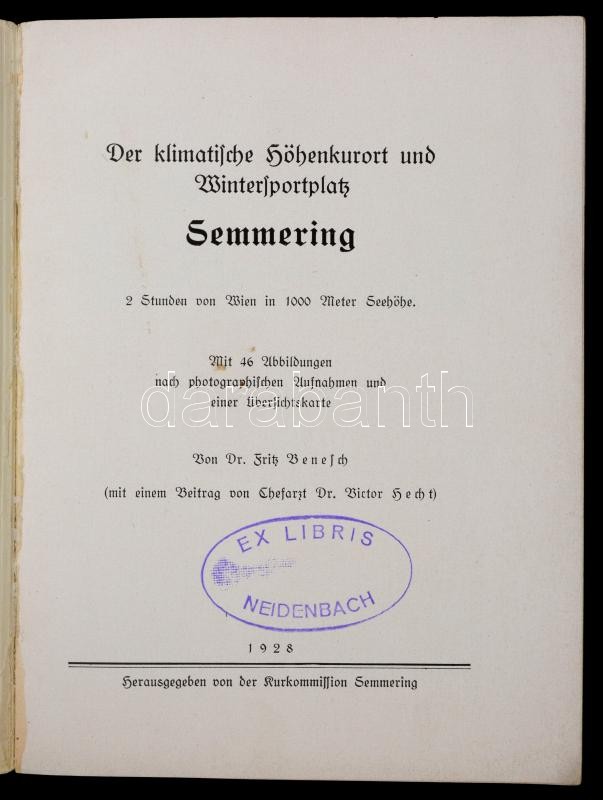 Der klimatische Höhenkurort und
Wintersportplatz
Semmering
2 Stunden von Wien in 1000 Meter Seehöhe.
Mit 46 Abbildungen
nach photographischen Aufnahmen und
einer Übersichtskarte
darabanth
Von Dr. Fritz Benesch
(mit einem Beitrag von Chefarzt Dr. Victor Hecht)
EX LIBRIS
NEIDENBACH
1928
Herausgegeben von der Kurkommission Semmering